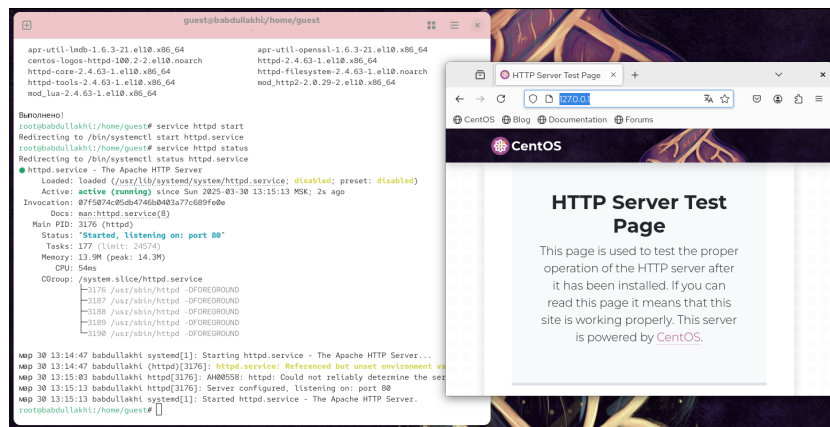 guest@babdullakhi:/home/guest
apr-util-lmdb-1.6.3-21.el10.x86_64 apr-util-openssl-1.6.3-21.el10.x86_64
centos-logos-httpd-100.2-2.el10.noarch httpd-2.4.63-1.el10.x86_64
httpd-core-2.4.63-1.el10.x86_64 httpd-filesystem-2.4.63-1.el10.noarch
httpd-tools-2.4.63-1.el10.x86_64 mod_http2-2.0.29-2.el10.x86_64
mod_lua-2.4.63-1.el10.x86_64
Выполнено!
root@babdullakhi:/home/guest# service httpd start
Redirecting to /bin/systemctl start httpd.service
root@babdullakhi:/home/guest# service httpd status
Redirecting to /bin/systemctl status httpd.service
● httpd.service - The Apache HTTP Server
Loaded: loaded (/usr/lib/systemd/system/httpd.service; disabled; preset: disabled)
Active: active (running) since Sun 2025-03-30 13:15:13 MSK; 2s ago
Invocation: 07f5074c05db4746b0403a77c689fe0e
Docs: man:httpd.service(8)
Main PID: 3176 (httpd)
Status: "Started, listening on: port 80"
Tasks: 177 (limit: 24574)
Memory: 13.9M (peak: 14.3M)
CPU: 54ms
CGroup: /system.slice/httpd.service
├─3176 /usr/sbin/httpd -DFOREGROUND
├─3187 /usr/sbin/httpd -DFOREGROUND
├─3188 /usr/sbin/httpd -DFOREGROUND
├─3189 /usr/sbin/httpd -DFOREGROUND
└─3190 /usr/sbin/httpd -DFOREGROUND
мар 30 13:14:47 babdullakhi systemd[1]: Starting httpd.service - The Apache HTTP Server...
мар 30 13:14:47 babdullakhi (httpd)[3176]: httpd.service: Referenced but unset environment va
мар 30 13:15:03 babdullakhi httpd[3176]: AH00558: httpd: Could not reliably determine the ser
мар 30 13:15:13 babdullakhi httpd[3176]: Server configured, listening on: port 80
мар 30 13:15:13 babdullakhi systemd[1]: Started httpd.service - The Apache HTTP Server.
root@babdullakhi:/home/guest#
HTTP Server Test Page
127.0.0.1
CentOS Blog Documentation Forums
CentOS
HTTP Server Test
Page
This page is used to test the proper
operation of the HTTP server after
it has been installed. If you can
read this page it means that this
site is working properly. This server
is powered by CentOS.